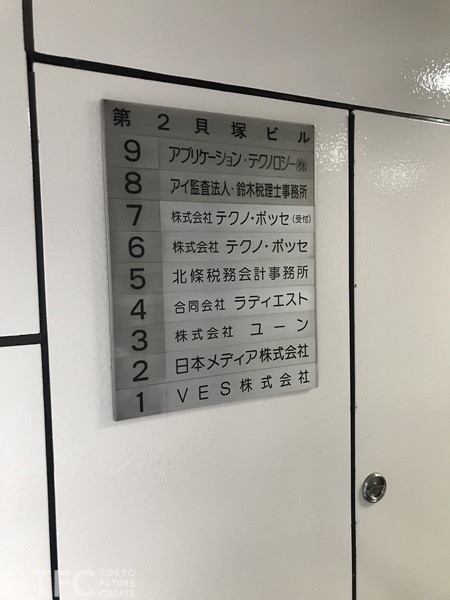 第2貝塚ビル
9 アプリケーション・テクノロジー㈱
8 アイ監査法人・鈴木税理士事務所
7 株式会社 テクノ・ポッセ(受付)
6 株式会社 テクノ・ポッセ
5 北條税務会計事務所
4 合同会社 ラディエスト
3 株式会社 ユーン
2 日本メディア株式会社
1 VES株式会社
TFC TOKYO
FUTURE
CREATE